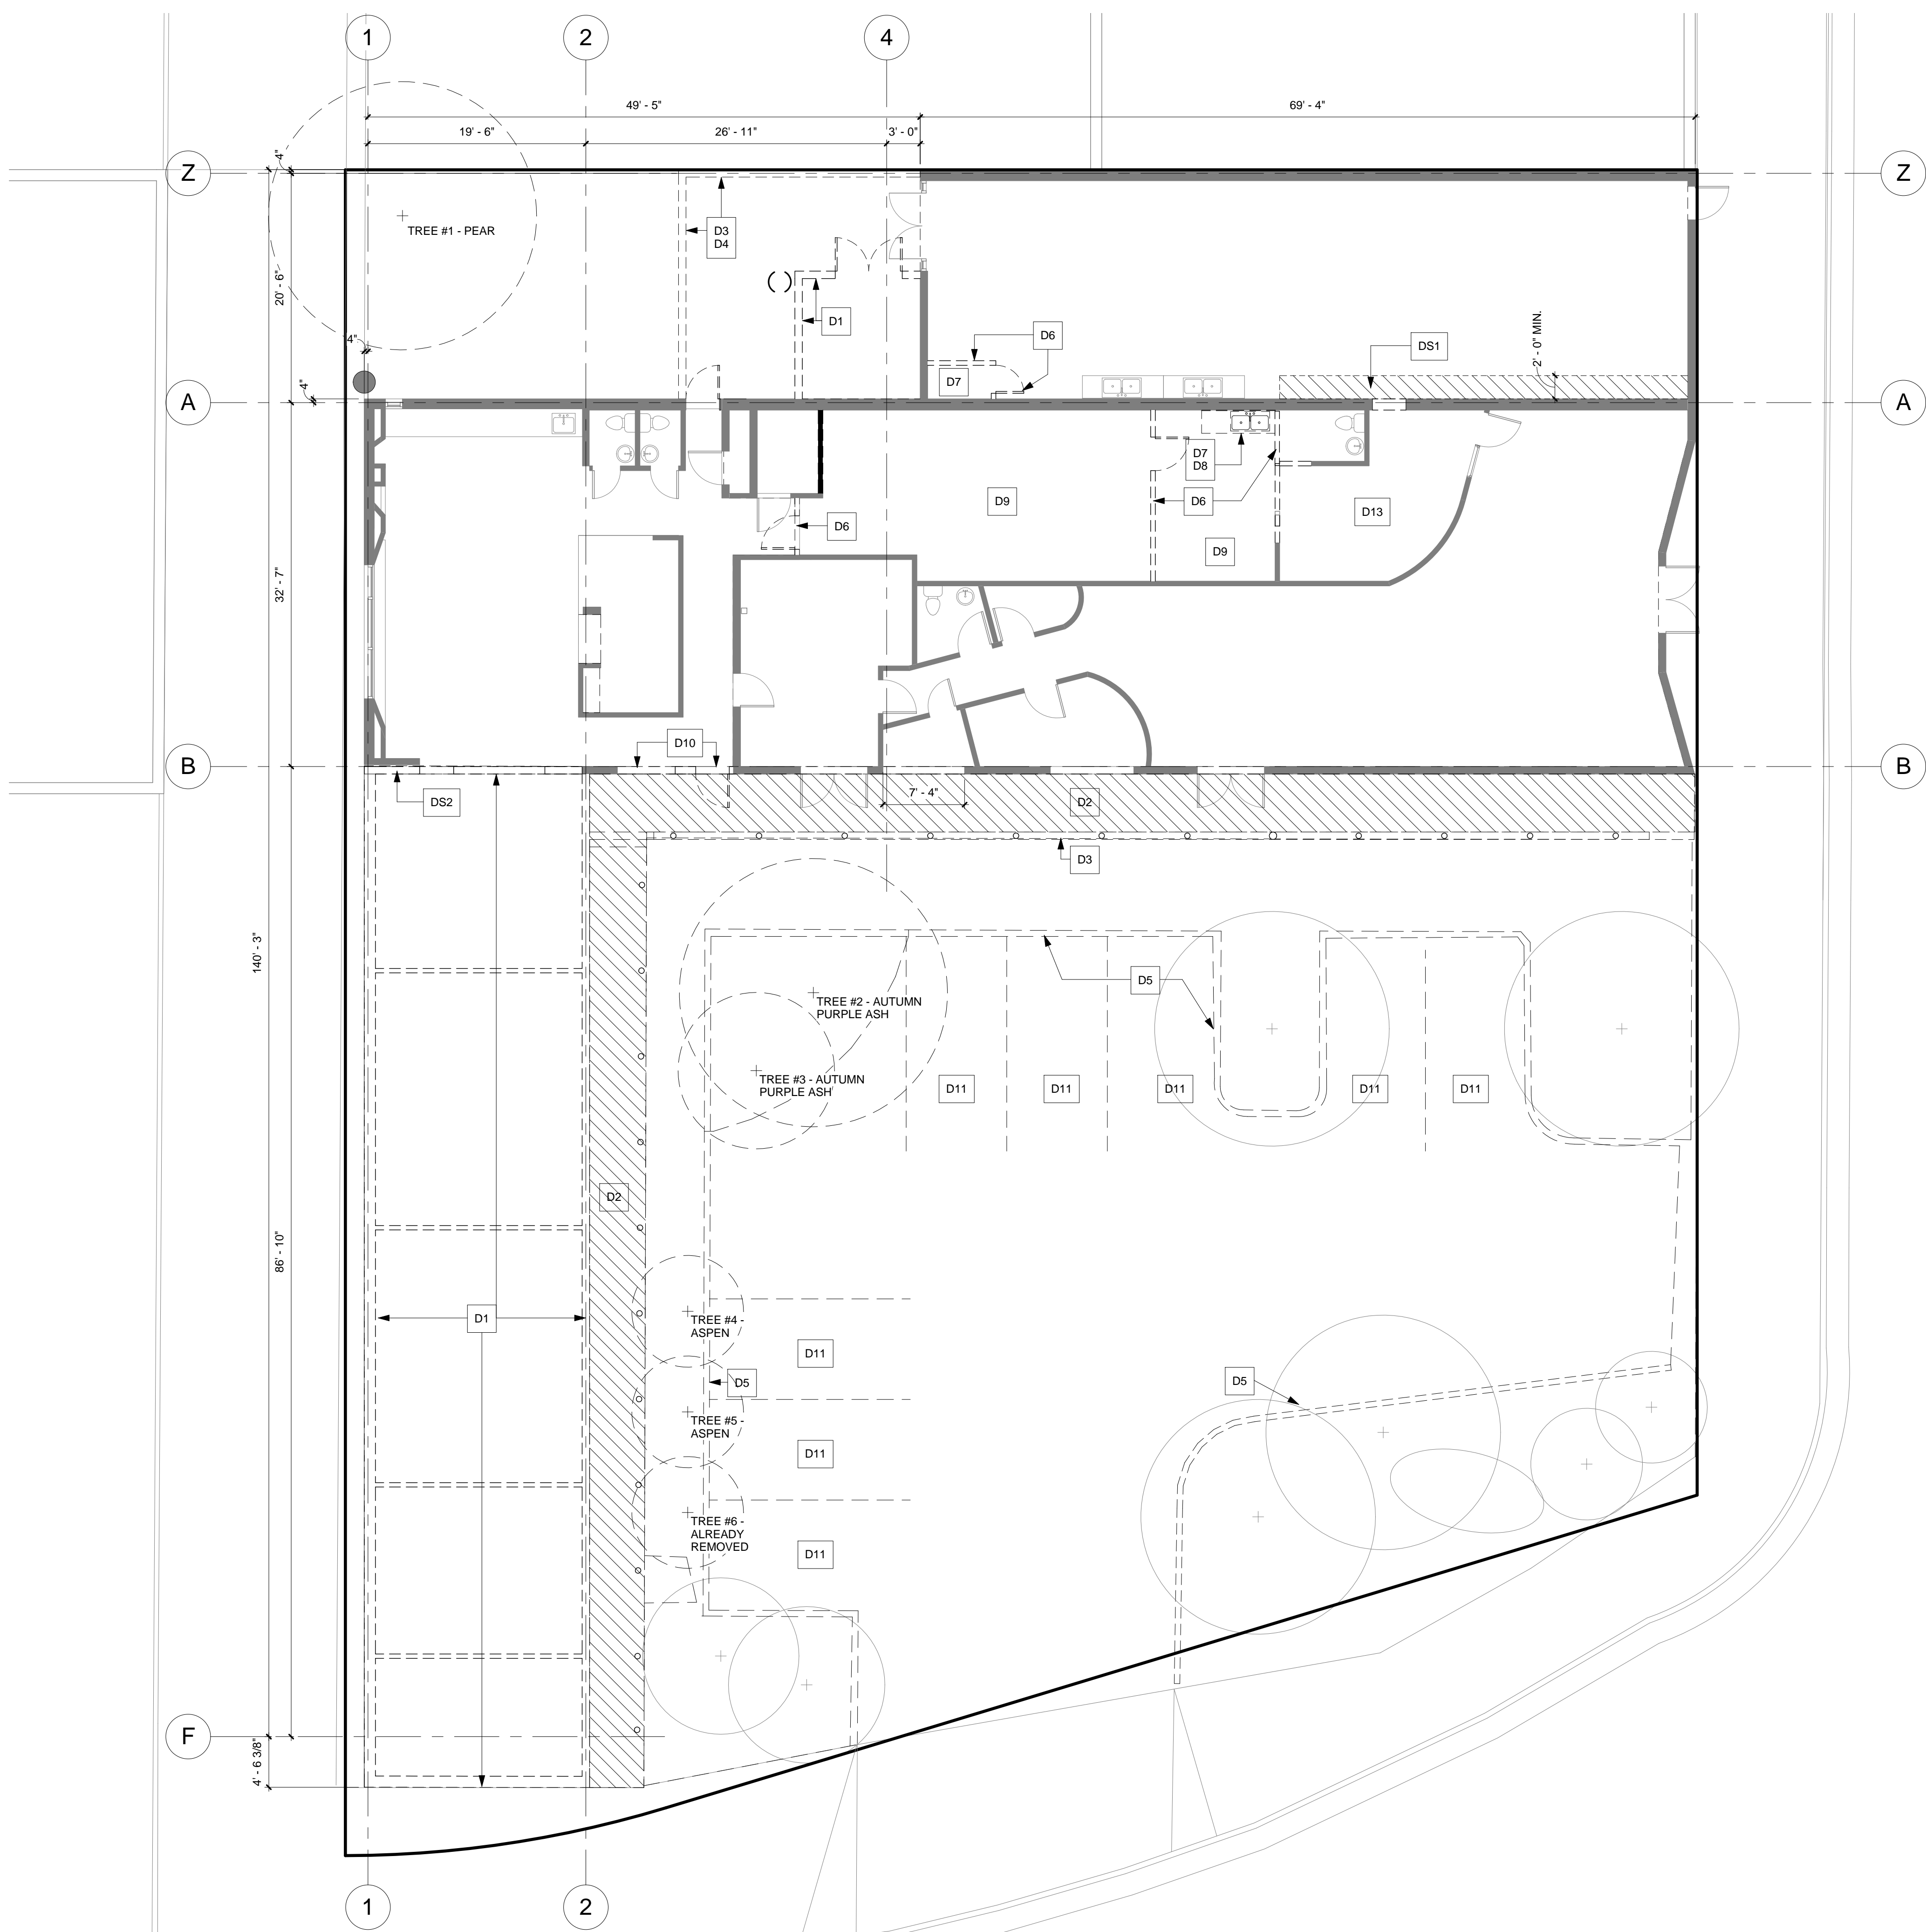 1
2
4
49' - 5"
69' - 4"
19' - 6"
26' - 11"
3' - 0"
4"
Z
Z
TREE #1 - PEAR
D3
D4
20' - 6"
D1
D6
2' - 0" MIN.
DS1
4"
D7
4"
A
A
D7
D8
D9
D6
D13
D6
D9
32' - 7"
D10
B
B
DS2
7' - 4"
D2
D3
140' - 3"
D5
TREE #2 - AUTUMN
PURPLE ASH
TREE #3 - AUTUMN
PURPLE ASH
D11
D11
D11
D11
D11
D2
86' - 10"
D1
TREE #4 -
ASPEN
D11
D5
D5
TREE #5 -
ASPEN
D11
TREE #6 -
ALREADY
REMOVED
D11
F
4' - 6 3/8"
1
2